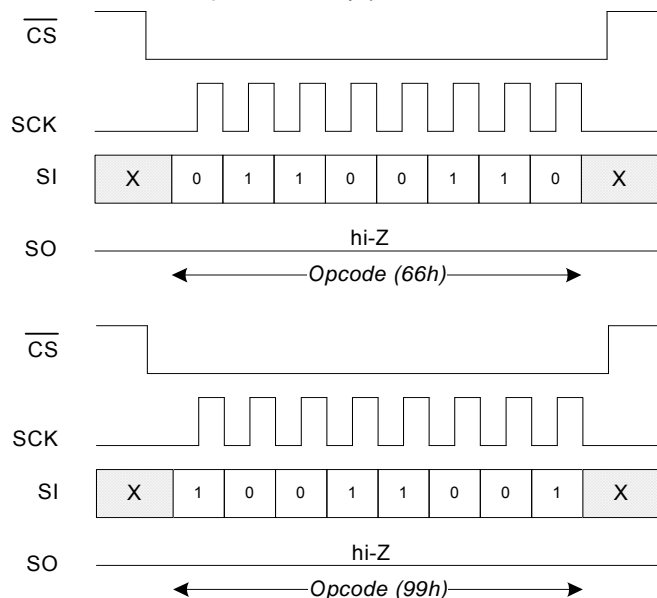 CS
SCK
SI X 0 1 1 0 0 1 1 0 X
SO hi-Z
Opcode (66h)
CS
SCK
SI X 1 0 0 1 1 0 0 1 X
SO hi-Z
Opcode (99h)